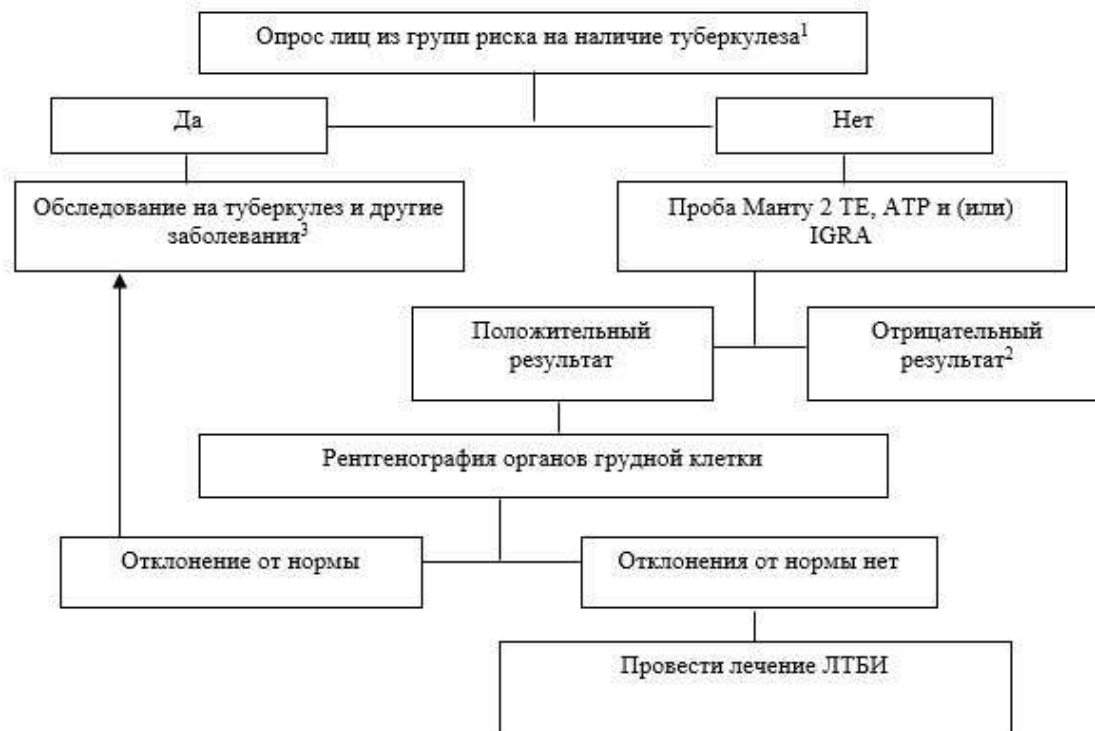 Опрос лиц из групп риска на наличие туберкулеза¹
Да
Нет
Обследование на туберкулез и другие
заболевания³
Проба Манту 2 ТЕ, АТР и (или)
IGRA
Положительный
результат
Отрицательный
результат²
Рентгенография органов грудной клетки
Отклонение от нормы
Отклонения от нормы нет
Провести лечение ЛТБИ